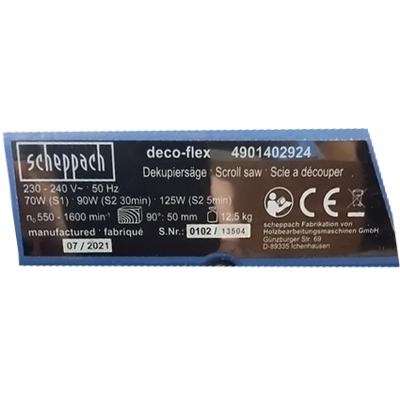 scheppach
deco-flex 4901402924
Dekupiersäge · Scroll saw · Scie a découper
230 - 240 V~ · 50 Hz
70W (S1) · 90W (S2 30min) · 125W (S2 5min)
n₀ 550 - 1600 min⁻¹ 90°: 50 mm 12,5 kg
manufactured · fabriqué S.Nr.: 0102 / 13504
07 / 2021
CE
scheppach Fabrikation von
Holzbearbeitungsmaschinen GmbH
Günzburger Str. 69
D-89335 Ichenhausen